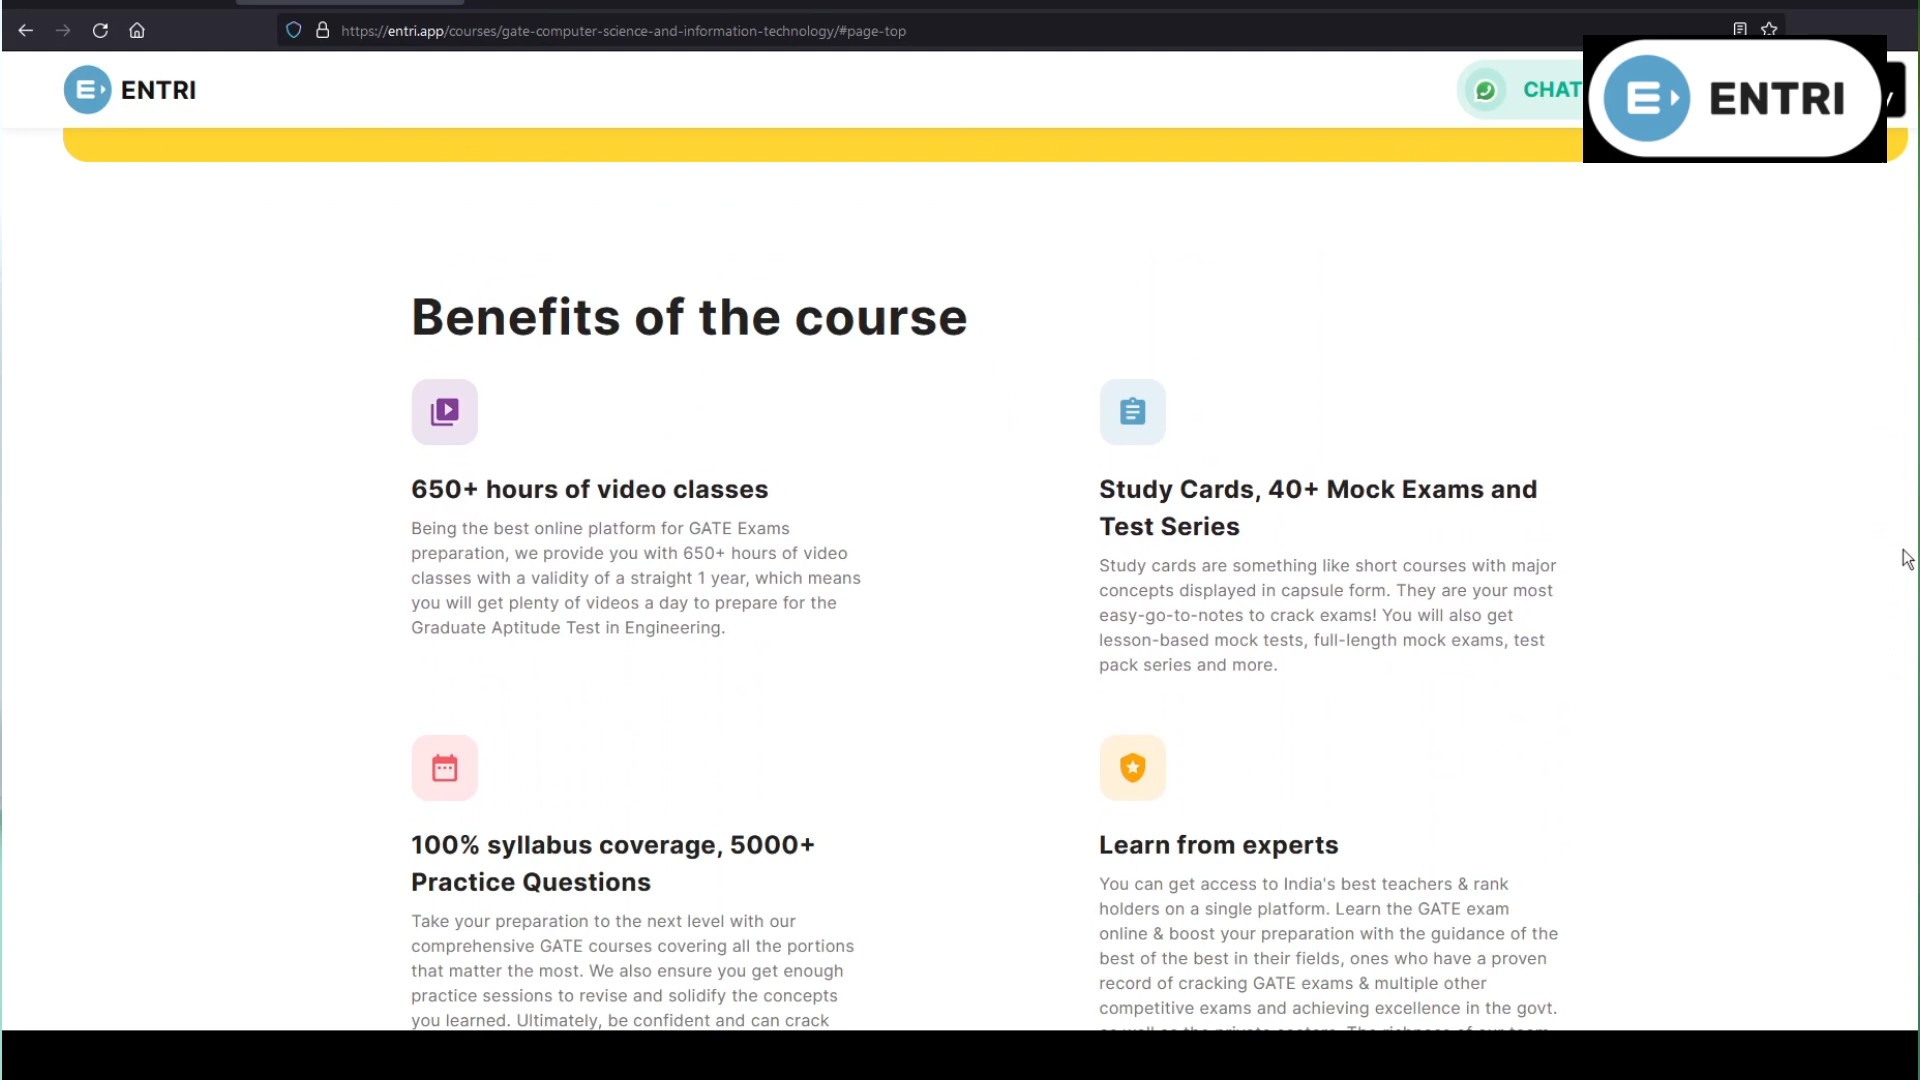 https://entri.app/courses/gate-computer-science-and-information-technology/#page-top
ENTRI
CHAT
ENTRI
Benefits of the course
650+ hours of video classes
Being the best online platform for GATE Exams
preparation, we provide you with 650+ hours of video
classes with a validity of a straight 1 year, which means
you will get plenty of videos a day to prepare for the
Graduate Aptitude Test in Engineering.
Study Cards, 40+ Mock Exams and
Test Series
Study cards are something like short courses with major
concepts displayed in capsule form. They are your most
easy-go-to-notes to crack exams! You will also get
lesson-based mock tests, full-length mock exams, test
pack series and more.
100% syllabus coverage, 5000+
Practice Questions
Take your preparation to the next level with our
comprehensive GATE courses covering all the portions
that matter the most. We also ensure you get enough
practice sessions to revise and solidify the concepts
you learned. Ultimately, be confident and can crack
Learn from experts
You can get access to India's best teachers & rank
holders on a single platform. Learn the GATE exam
online & boost your preparation with the guidance of the
best of the best in their fields, ones who have a proven
record of cracking GATE exams & multiple other
competitive exams and achieving excellence in the govt.